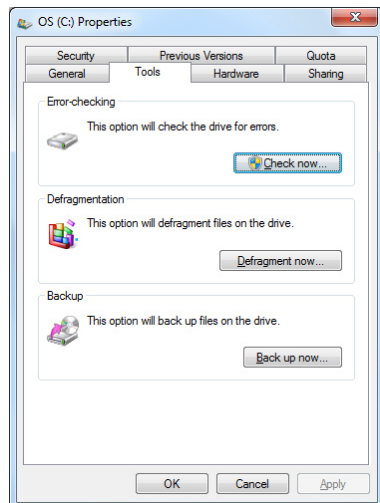 OS (C:) Properties
Security Previous Versions Quota
General Tools Hardware Sharing
Error-checking
This option will check the drive for errors.
Check now...
Defragmentation
This option will defragment files on the drive.
Defragment now...
Backup
This option will back up files on the drive.
Back up now...
OK Cancel Apply